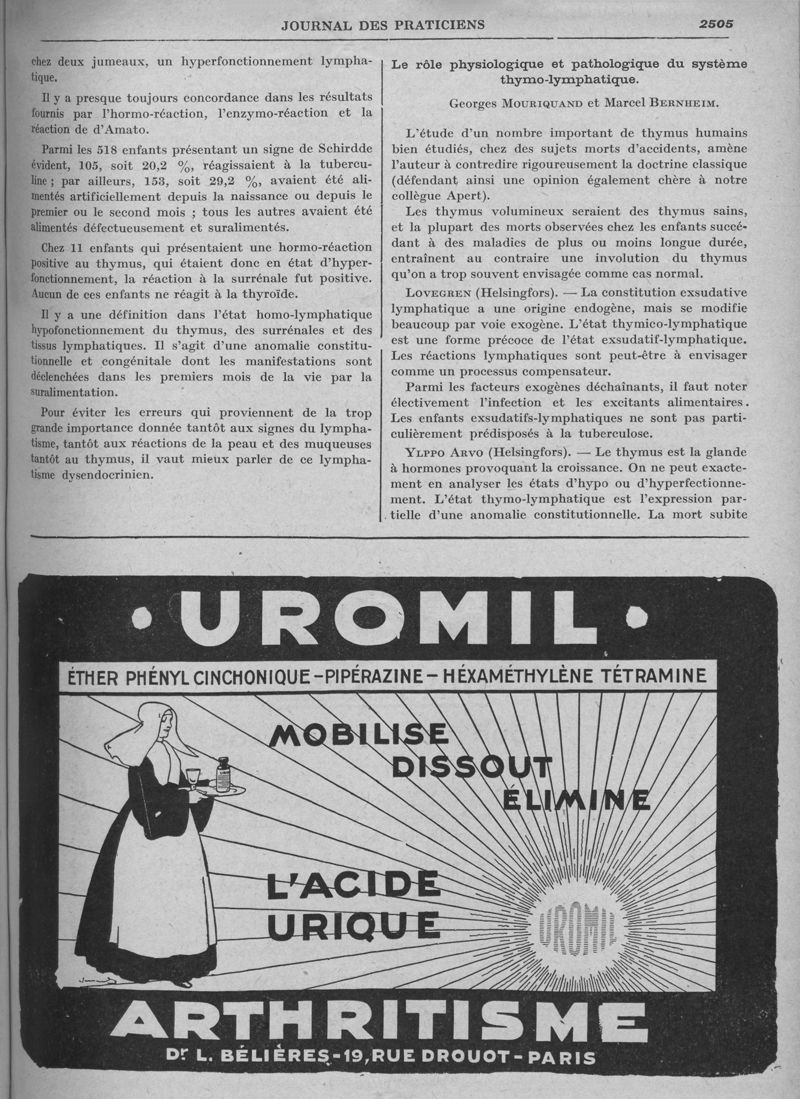 JOURNAL DES PRATICIENS
2505
chez deux jumeaux, un hyperfonctionnement lympha-
tique.
Il y a presque toujours concordance dans les résultats
fournis par l'hormo-réaction, l'enzymo-réaction et la
réaction de d'Amato.
Parmi les 518 enfants présentant un signe de Schirdde
évident, 105, soit 20,2 %, réagissaient à la tubercu-
line ; par ailleurs, 153, soit 29,2 %, avaient été ali-
mentés artificiellement depuis la naissance ou depuis le
premier ou le second mois ; tous les autres avaient été
alimentés défectueusement et suralimentés.
Chez 11 enfants qui présentaient une hormo-réaction
positive au thymus, qui étaient donc en état d'hyper-
fonctionnement, la réaction à la surrénale fut positive.
Aucun de ces enfants ne réagit à la thyroïde.
Il y a une définition dans l'état homo-lymphatique
hypofonctionnement du thymus, des surrénales et des
tissus lymphatiques. Il s'agit d'une anomalie constitu-
tionnelle et congénitale dont les manifestations sont
déclenchées dans les premiers mois de la vie par la
suralimentation.
Pour éviter les erreurs qui proviennent de la trop
grande importance donnée tantôt aux signes du lympha-
tisme, tantôt aux réactions de la peau et des muqueuses
tantôt au thymus, il vaut mieux parler de ce lympha-
tisme dysendocrinien.
Le rôle physiologique et pathologique du système
thymo-lymphatique.
Georges MOURIQUAND et Marcel BERNHEIM.
L'étude d'un nombre important de thymus humains
bien étudiés, chez des sujets morts d'accidents, amène
l'auteur à contredire rigoureusement la doctrine classique
(défendant ainsi une opinion également chère à notre
collègue Apert).
Les thymus volumineux seraient des thymus sains,
et la plupart des morts observées chez les enfants succé-
dant à des maladies de plus ou moins longue durée,
entraînent au contraire une involution du thymus
qu'on a trop souvent envisagée comme cas normal.
LOVEGREN (Helsingfors). — La constitution exsudative
lymphatique a une origine endogène, mais se modifie
beaucoup par voie exogène. L'état thymico-lymphatique
est une forme précoce de l'état exsudatif-lymphatique.
Les réactions lymphatiques sont peut-être à envisager
comme un processus compensateur.
Parmi les facteurs exogènes déchaînants, il faut noter
électivement l'infection et les excitants alimentaires.
Les enfants exsudatifs-lymphatiques ne sont pas parti-
culièrement prédisposés à la tuberculose.
YLPPO ARVO (Helsingfors). — Le thymus est la glande
à hormones provoquant la croissance. On ne peut exacte-
ment en analyser les états d'hypo ou d'hyperfectionne-
ment. L'état thymo-lymphatique est l'expression par-
tielle d'une anomalie constitutionnelle. La mort subite
• UROMIL •
ÉTHER PHÉNYL CINCHONIQUE - PIPÉRAZINE - HÉXAMÉTHYLÈNE TÉTRAMINE
MOBILISE
DISSOUT
ÉLIMINE
L'ACIDE
URIQUE
UROMIL
ARTHRITISME
Dr L. BÉLIÈRES - 19, RUE DROUOT - PARIS